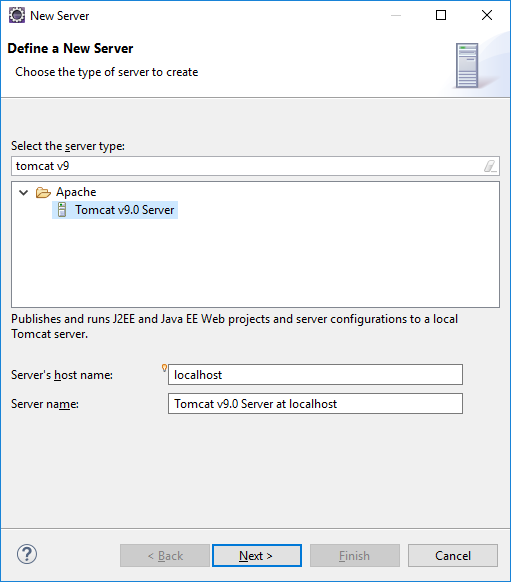 New Server
Define a New Server
Choose the type of server to create
Select the server type:
tomcat v9
Apache
Tomcat v9.0 Server
Publishes and runs J2EE and Java EE Web projects and server configurations to a local
Tomcat server.
Server's host name:
localhost
Server name:
Tomcat v9.0 Server at localhost
?
< Back
Next >
Finish
Cancel